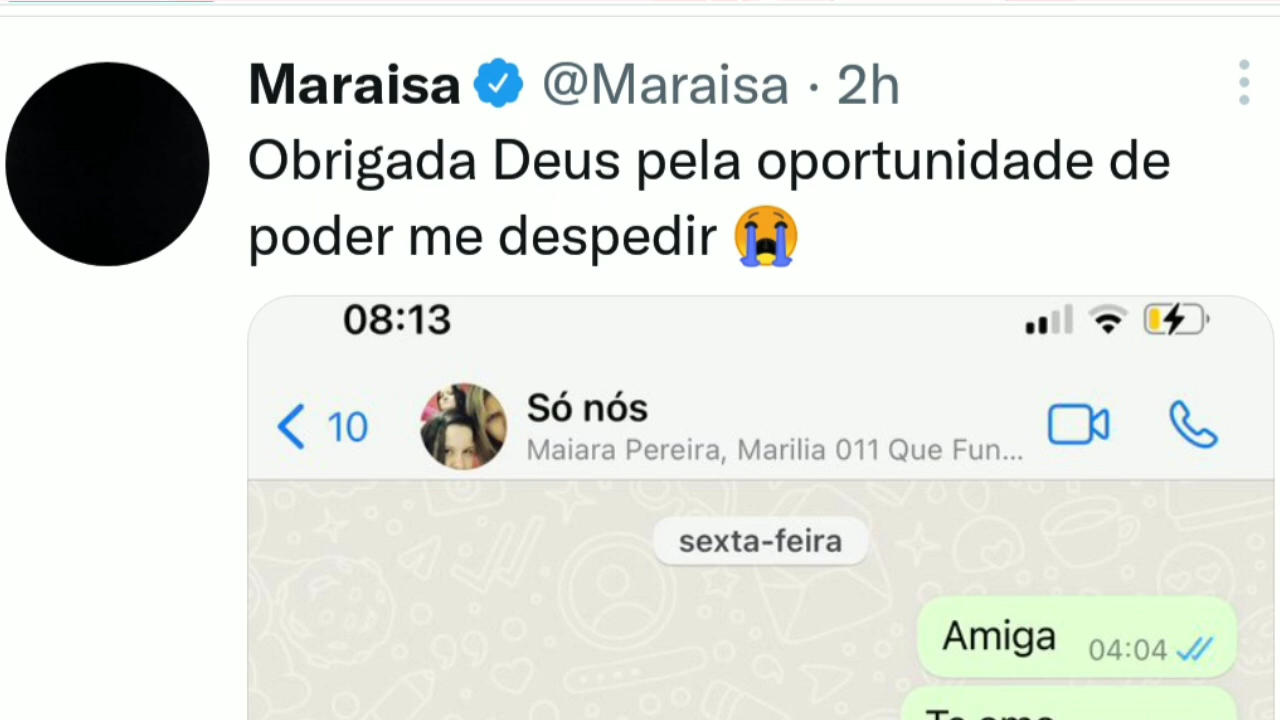 Maraisa @Maraisa · 2h
Obrigada Deus pela oportunidade de
poder me despedir 😭
08:13
10
Só nós
Maiara Pereira, Marilia 011 Que Fun...
sexta-feira
Amiga 04:04